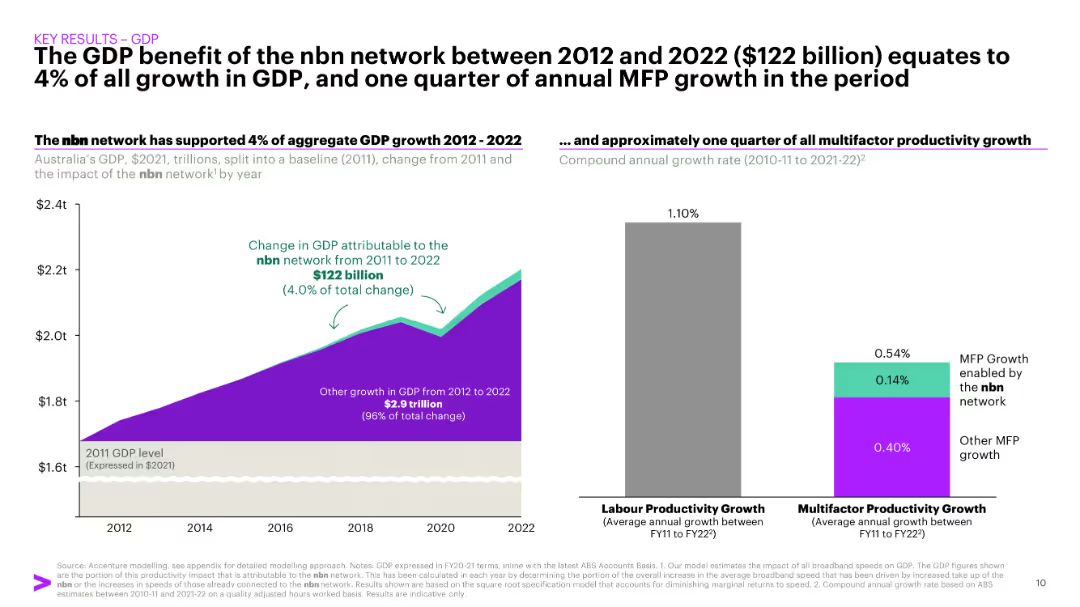 KEY RESULTS – GDP
The GDP benefit of the nbn network between 2012 and 2022 ($122 billion) equates to
4% of all growth in GDP, and one quarter of annual MFP growth in the period
The nbn network has supported 4% of aggregate GDP growth 2012 - 2022
Australia's GDP, $2021, trillions, split into a baseline (2011), change from 2011 and
the impact of the nbn network¹ by year
$2.4t
$2.2t
$2.0t
$1.8t
$1.6t
Change in GDP attributable to the
nbn network from 2011 to 2022
$122 billion
(4.0% of total change)
Other growth in GDP from 2012 to 2022
$2.9 trillion
(96% of total change)
2011 GDP level
(Expressed in $2021)
2012
2014
2016
2018
2020
2022
... and approximately one quarter of all multifactor productivity growth
Compound annual growth rate (2010-11 to 2021-22)²
1.10%
0.54%
0.14%
0.40%
MFP Growth
enabled by
the nbn
network
Other MFP
growth
Labour Productivity Growth
(Average annual growth between
FY11 to FY22²)
Multifactor Productivity Growth
(Average annual growth between
FY11 to FY22²)
Source: Accenture modelling, see appendix for detailed modelling approach. Notes: GDP expressed in FY20-21 terms, inline with the latest ABS Accounts Basis. 1. Our model estimates the impact of all broadband speeds on GDP. The GDP figures shown
are the portion of this productivity impact that is attributable to the nbn network. This has been calculated in each year by determining the portion of the overall increase in the average broadband speed that has been driven by increased take up of the
nbn or the increases in speeds of those already connected to the nbn network. Results shown are based on the square root specification model that accounts for diminishing marginal returns to speed. 2. Compound annual growth rate based on ABS
estimates between 2010-11 and 2021-22 on a quality adjusted hours worked basis. Results are indicative only.
10